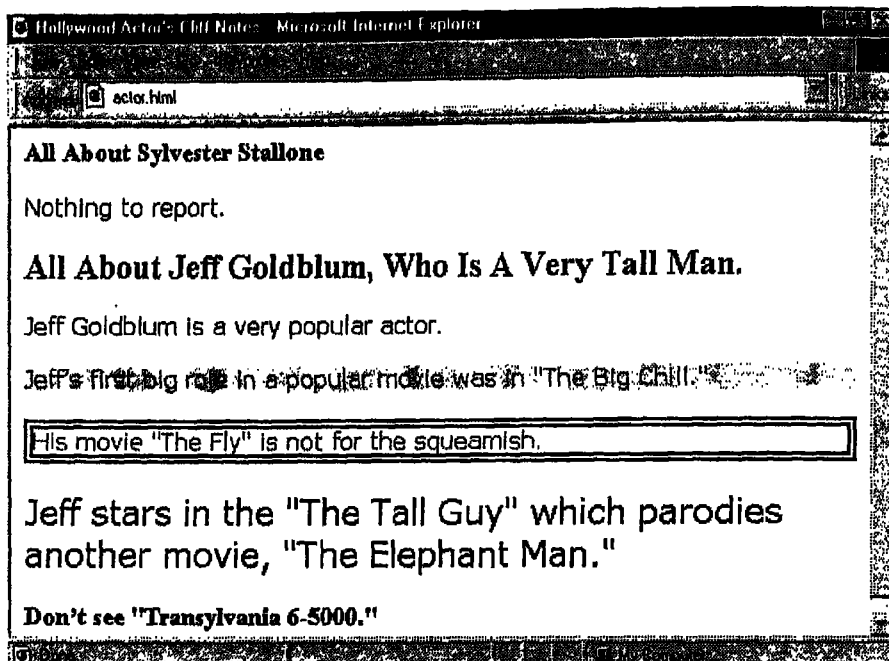 Hollywood Actor's Cliff Notes - Microsoft Internet Explorer
actor.html
All About Sylvester Stallone
Nothing to report.
All About Jeff Goldblum, Who Is A Very Tall Man.
Jeff Goldblum is a very popular actor.
Jeff's first big role in a popular movie was in "The Big Chill."
His movie "The Fly" is not for the squeamish.
Jeff stars in the "The Tall Guy" which parodies
another movie, "The Elephant Man."
Don't see "Transylvania 6-5000."